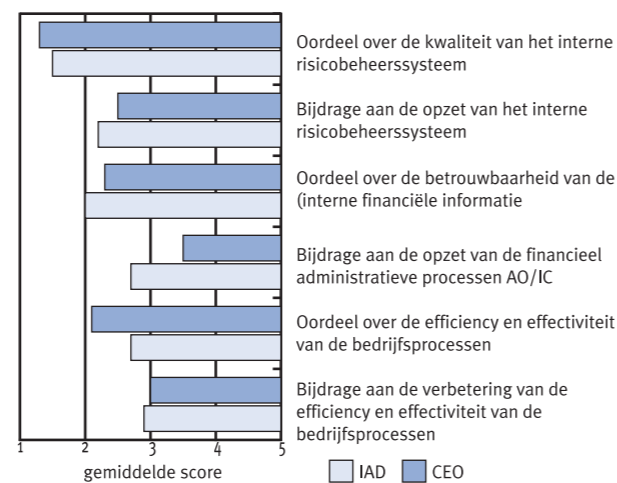 Oordeel over de kwaliteit van het interne
risicobeheerssysteem
Bijdrage aan de opzet van het interne
risicobeheerssysteem
Oordeel over de betrouwbaarheid van de
(interne financiële informatie
Bijdrage aan de opzet van de financieel
administratieve processen AO/IC
Oordeel over de efficiency en effectiviteit
van de bedrijfsprocessen
Bijdrage aan de verbetering van de
efficiency en effectiviteit van de
bedrijfsprocessen
1 2 3 4 5
gemiddelde score
IAD CEO